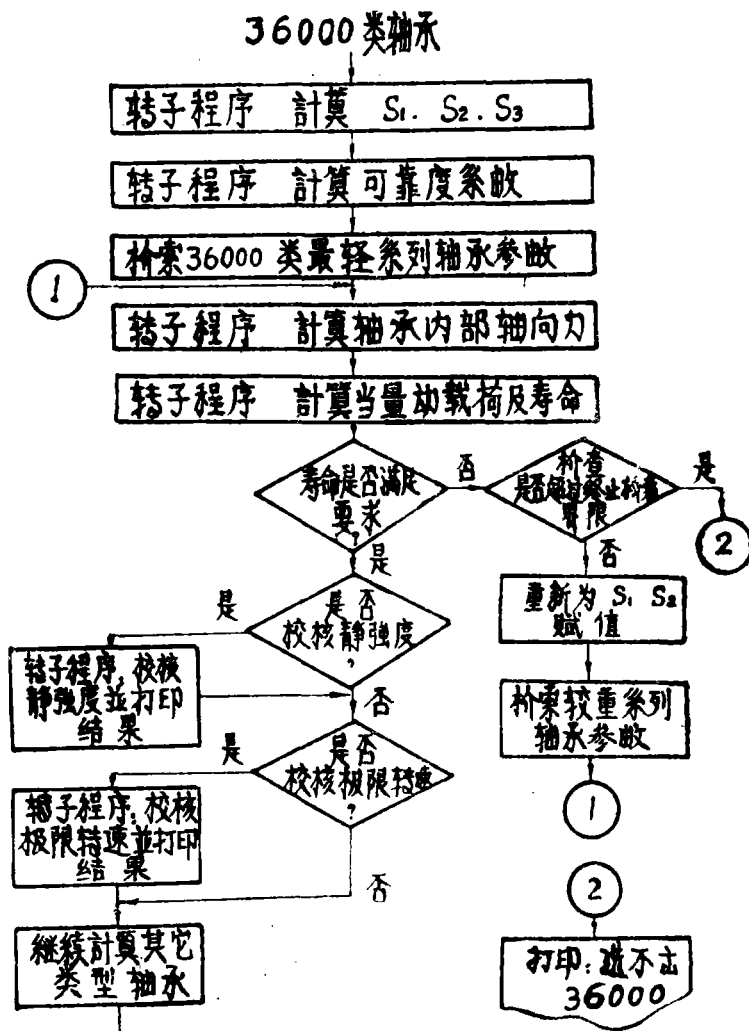 36000类轴承
转子程序 計算 S₁. S₂. S₃
转子程序 計算可靠度系数
检索36000类最轻系列轴承参数
1
转子程序 計算轴承内部轴向力
转子程序 計算当量动载荷及寿命
寿命是否满足
要求
?
否
检查
是否超过终止检索
界限
是
2
是
否
是
是否
校核静强度
?
重新为 S₁ S₂
赋值
转子程序,校核
静强度並打印
结果
否
检索较重系列
轴承参数
是
是否
校核极限转速
?
转子程序:校核
极限转速並打印
结果
1
否
2
继续計算其它
类型轴承
打印:选不出
36000